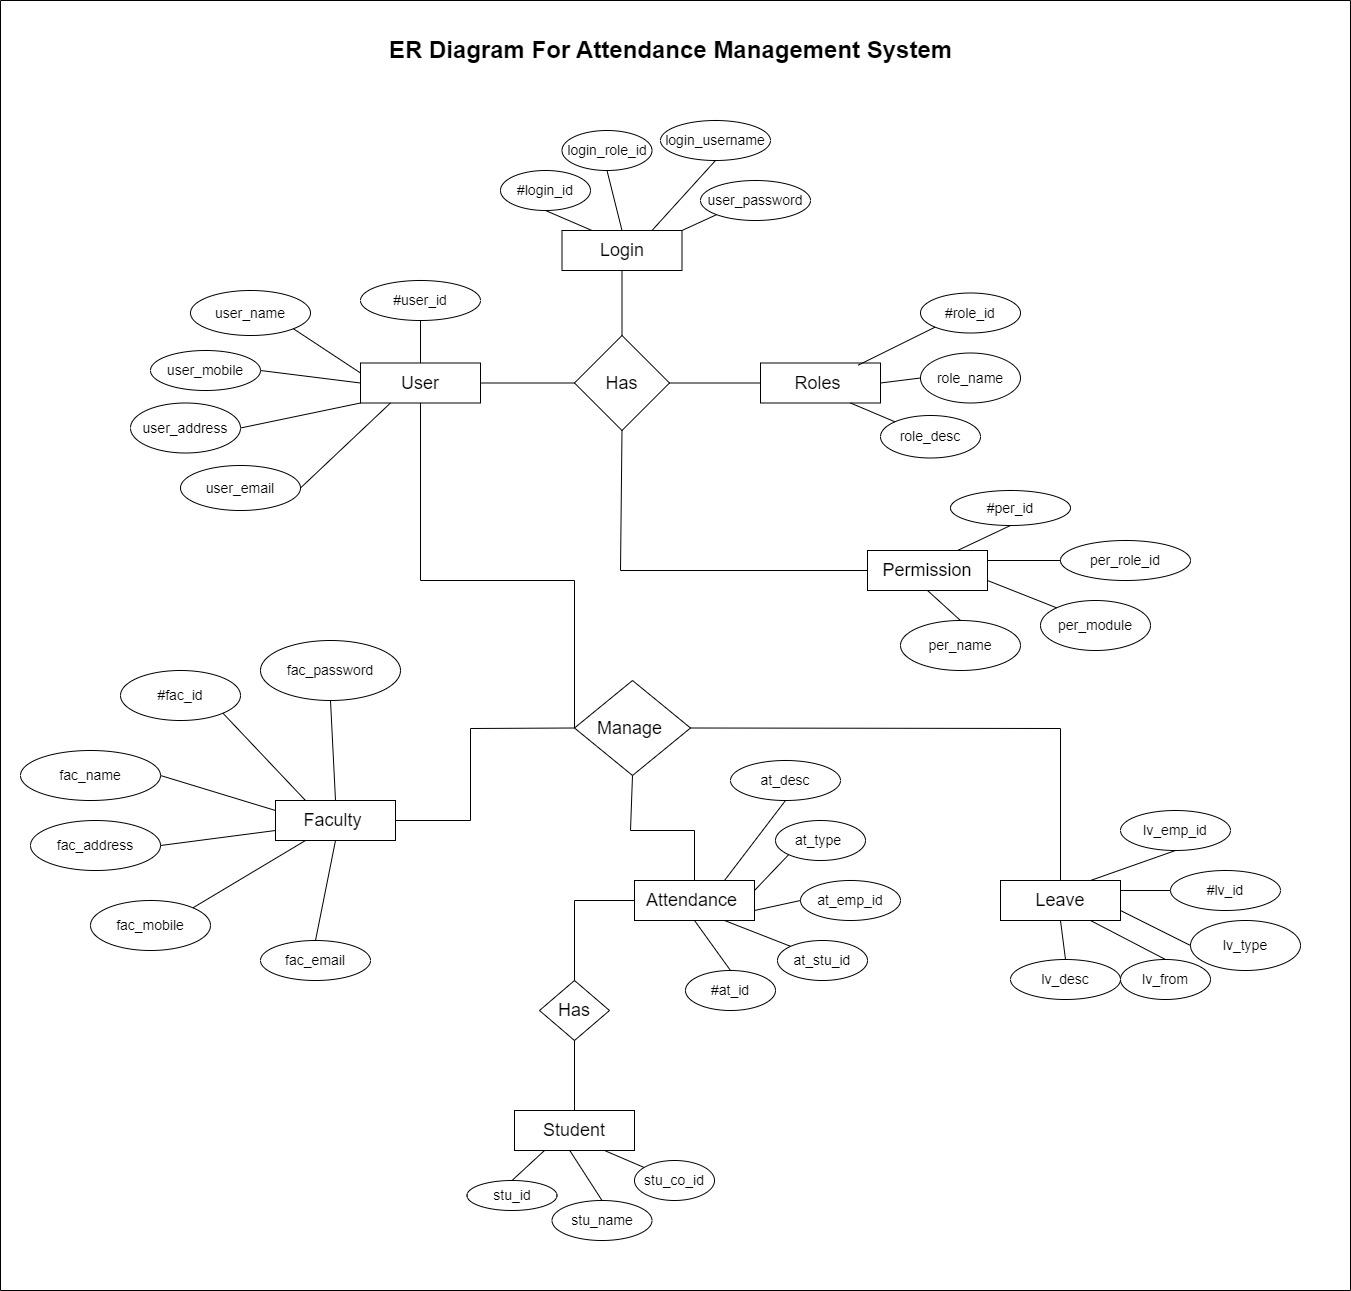 ER Diagram For Attendance Management System
login_role_id
login_username
#login_id
user_password
Login
#user_id
user_name
#role_id
user_mobile
User
Has
Roles
role_name
user_address
role_desc
user_email
#per_id
Permission
per_role_id
per_module
per_name
fac_password
#fac_id
Manage
fac_name
at_desc
Faculty
lv_emp_id
fac_address
at_type
#lv_id
Attendance
at_emp_id
Leave
fac_mobile
lv_type
fac_email
at_stu_id
lv_desc
lv_from
#at_id
Has
Student
stu_co_id
stu_id
stu_name